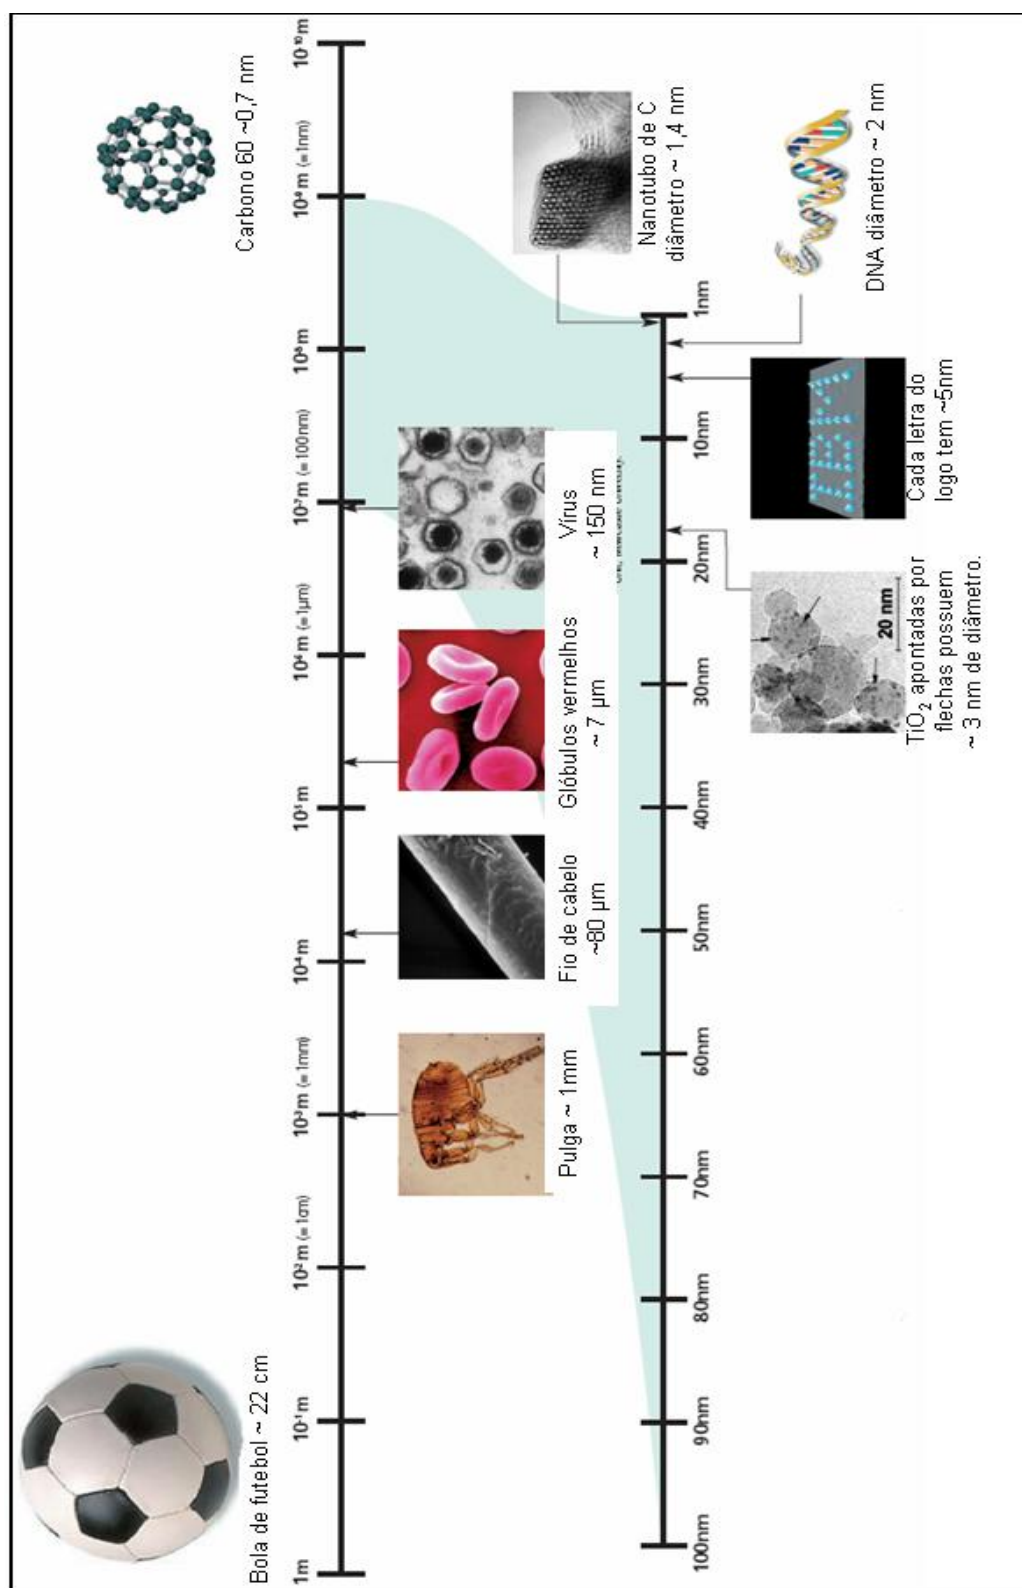 Bola de futebol ~ 22 cm
Carbono 60 ~0,7 nm
1m
10⁻¹m
10⁻²m (=1cm)
10⁻³m (=1mm)
10⁻⁴m
10⁻⁵m
10⁻⁶m (=1µm)
10⁻⁷m (=100nm)
10⁻⁸m
10⁻⁹m (=1nm)
10⁻¹⁰m
Pulga ~ 1mm
Fio de cabelo
~80 µm
Glóbulos vermelhos
~ 7 µm
Vírus
~ 150 nm
Nanotubo de C
diâmetro ~ 1,4 nm
100nm
90nm
80nm
70nm
60nm
50nm
40nm
30nm
20nm
10nm
1nm
20 nm
TiO₂ apontadas por
flechas possuem
~ 3 nm de diâmetro.
IBM
Cada letra do
logo tem ~5nm
DNA diâmetro ~ 2 nm